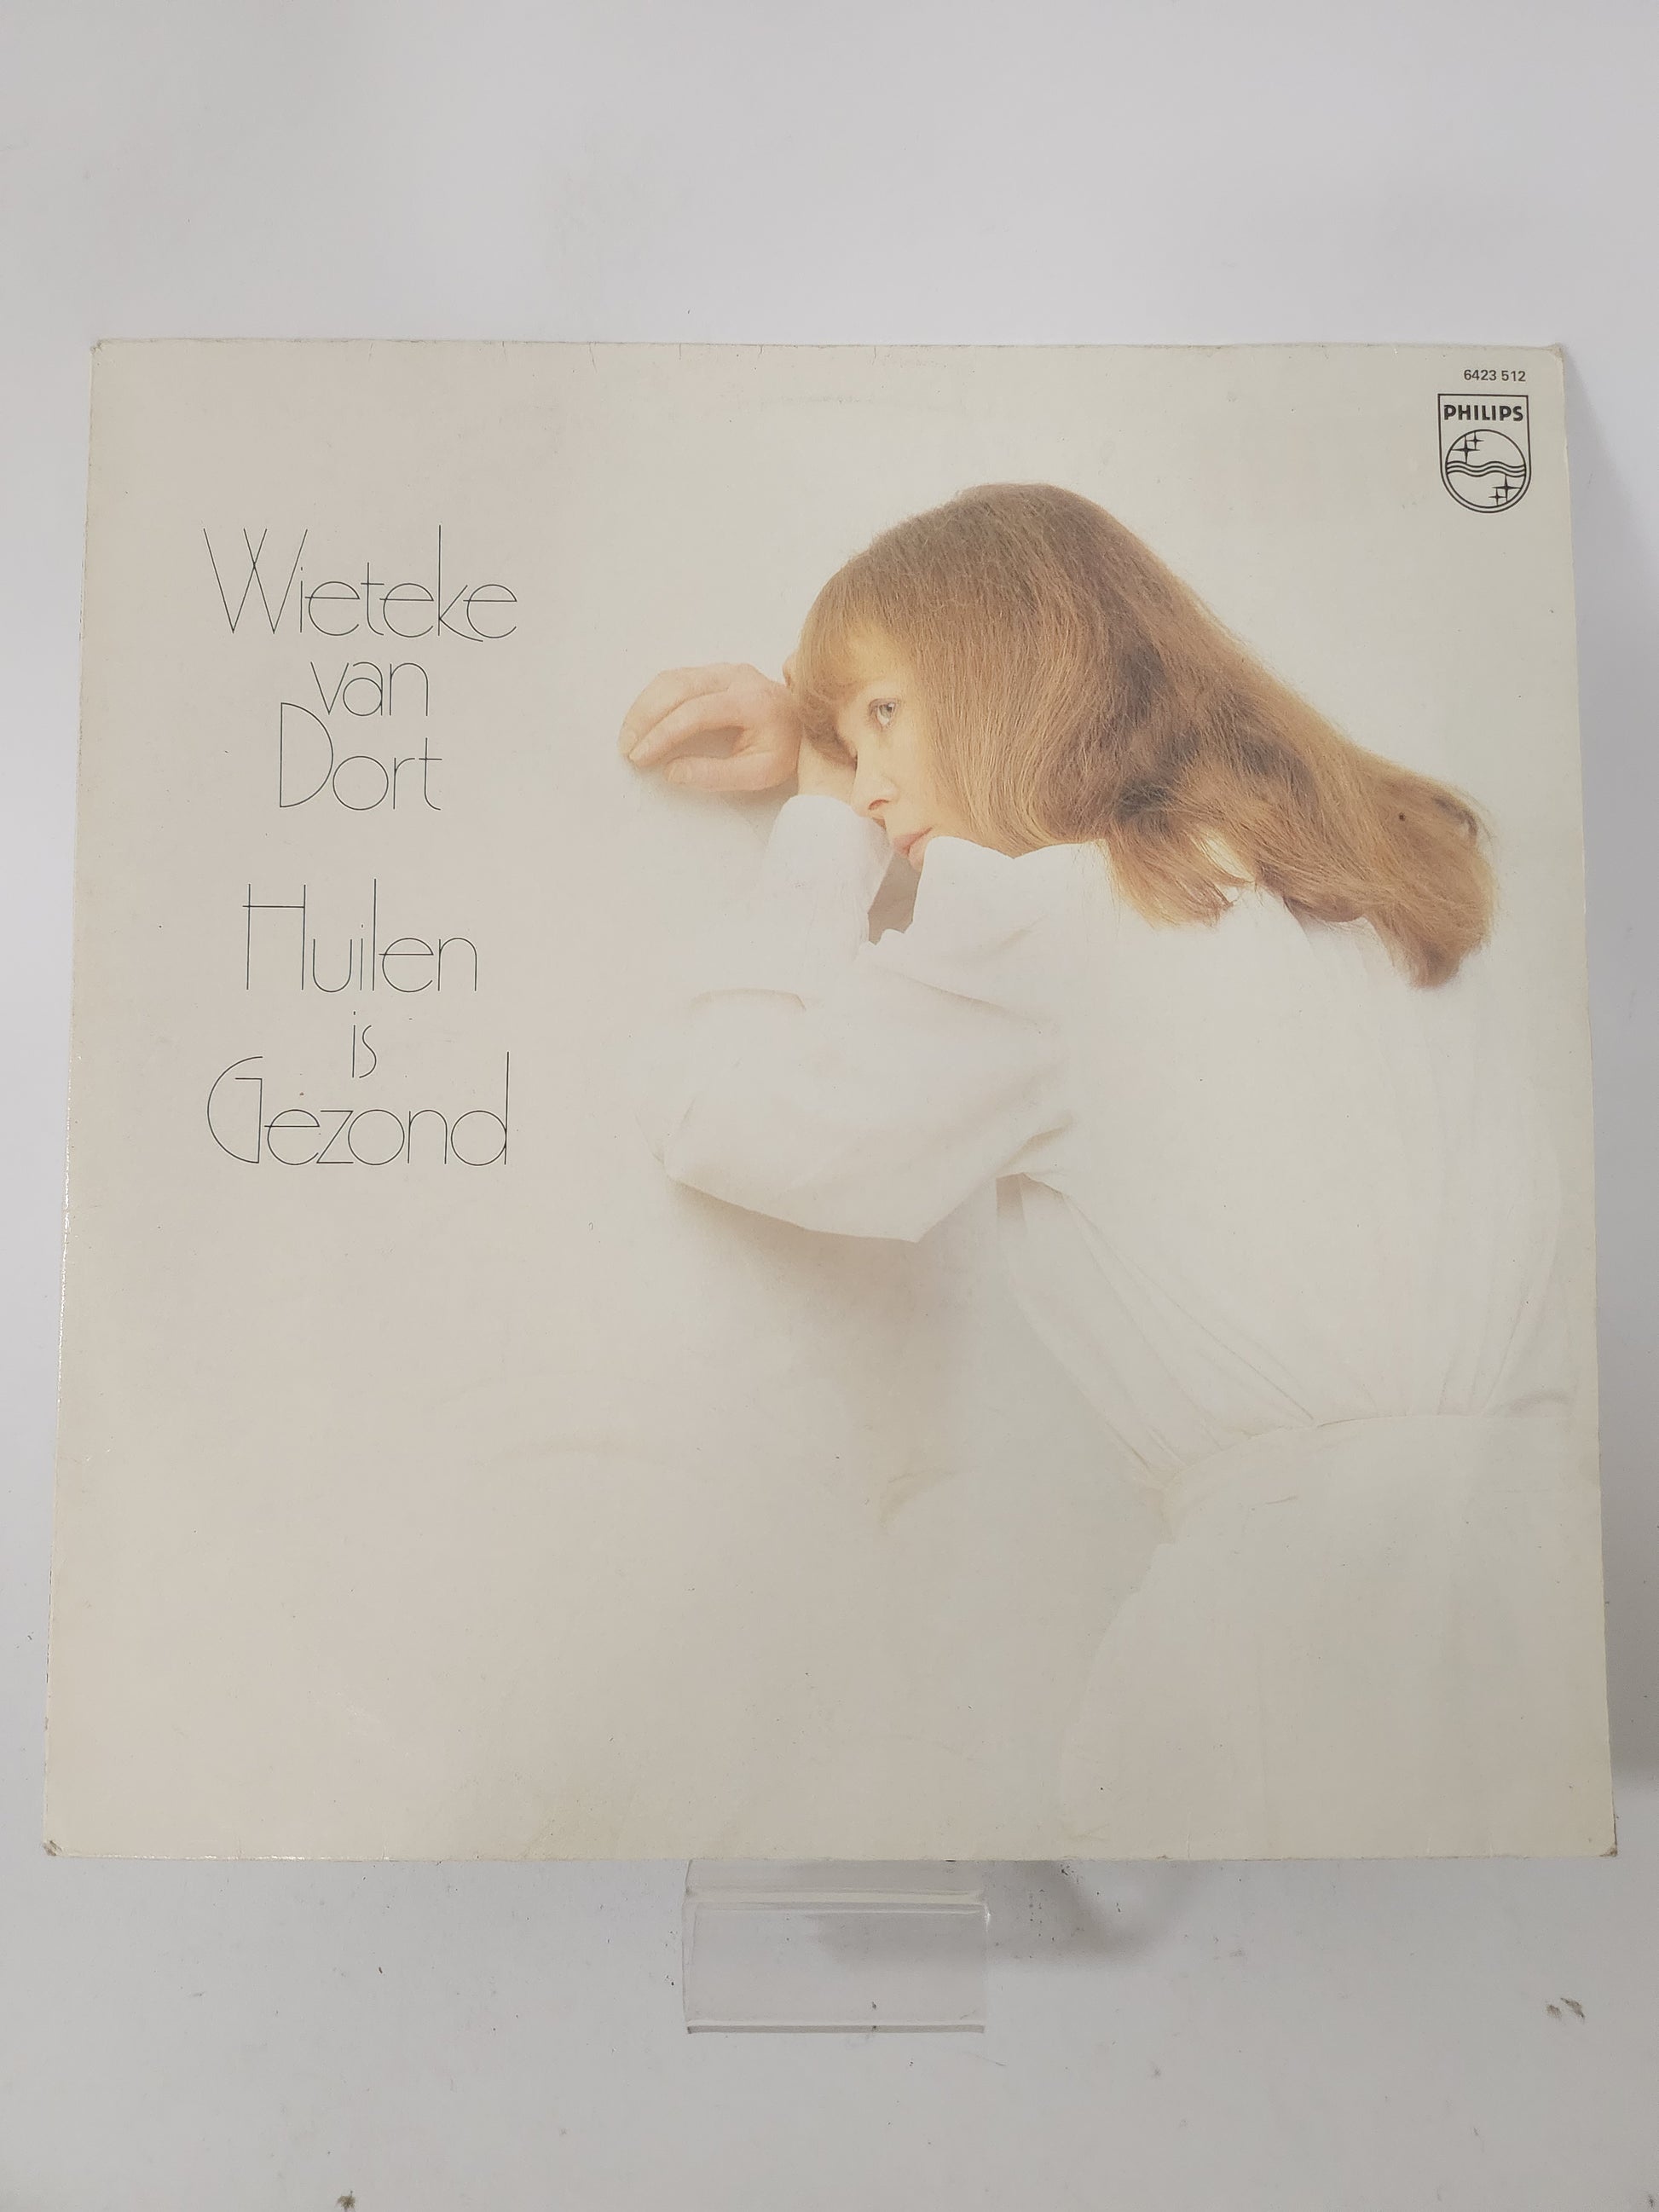 6423 512
PHILIPS
Wieteke
van
Dort
Huilen
is
Gezond